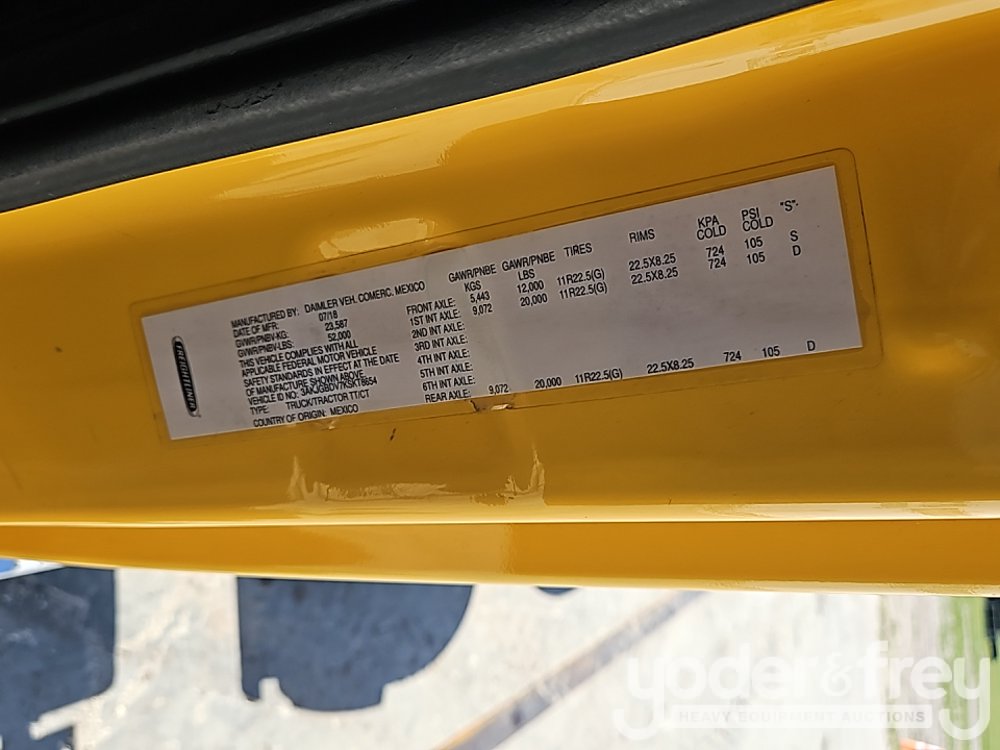 FREIGHTLINER
MANUFACTURED BY: DAIMLER VEH. COMERC. MEXICO
DATE OF MFR: 07/18
GVWR/PNBV-KG: 23,587
GVWR/PNBV-LBS: 52,000
THIS VEHICLE COMPLIES WITH ALL
APPLICABLE FEDERAL MOTOR VEHICLE
SAFETY STANDARDS IN EFFECT AT THE DATE
OF MANUFACTURE SHOWN ABOVE.
VEHICLE ID NO.: 3AKJGBDV7KSKT8654
TYPE: TRUCK/TRACTOR TT/CT
COUNTRY OF ORIGIN: MEXICO
GAWR/PNBE KGS GAWR/PNBE LBS TIRES RIMS KPA COLD PSI COLD "S"-
FRONT AXLE: 5,443 12,000 11R22.5(G) 22.5X8.25 724 105 S
1ST INT AXLE: 9,072 20,000 11R22.5(G) 22.5X8.25 724 105 D
2ND INT AXLE:
3RD INT AXLE:
4TH INT AXLE:
5TH INT AXLE:
6TH INT AXLE:
REAR AXLE: 9,072 20,000 11R22.5(G) 22.5X8.25 724 105 D
yoder&frey
HEAVY EQUIPMENT AUCTIONS